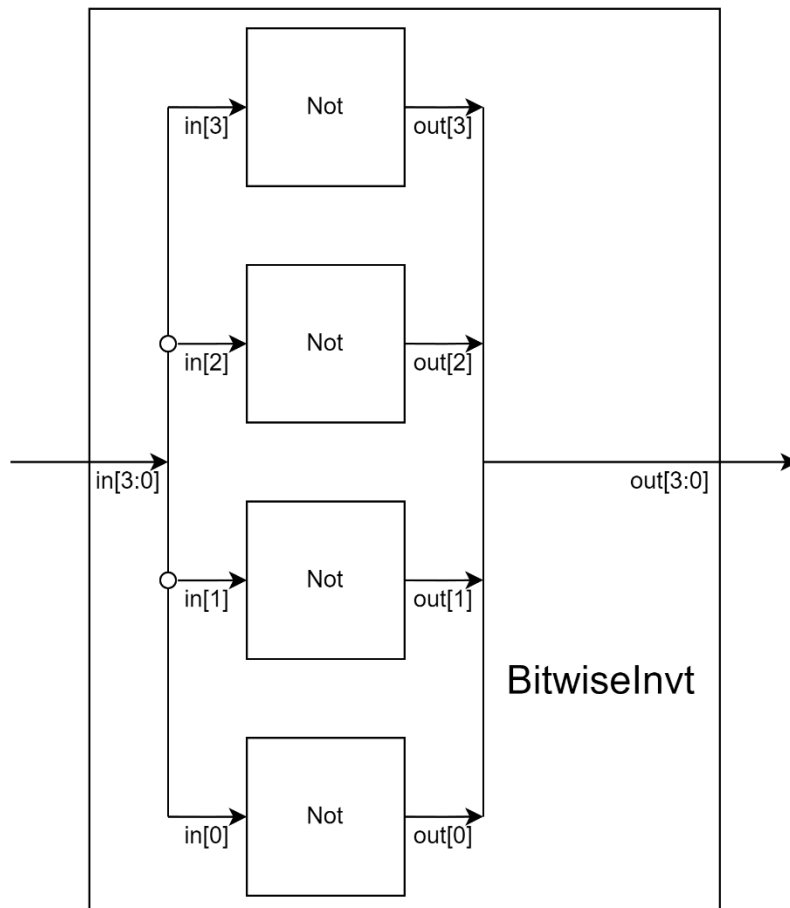 Not
in[3]
out[3]
Not
in[2]
out[2]
in[3:0]
out[3:0]
Not
in[1]
out[1]
BitwiseInvt
Not
in[0]
out[0]